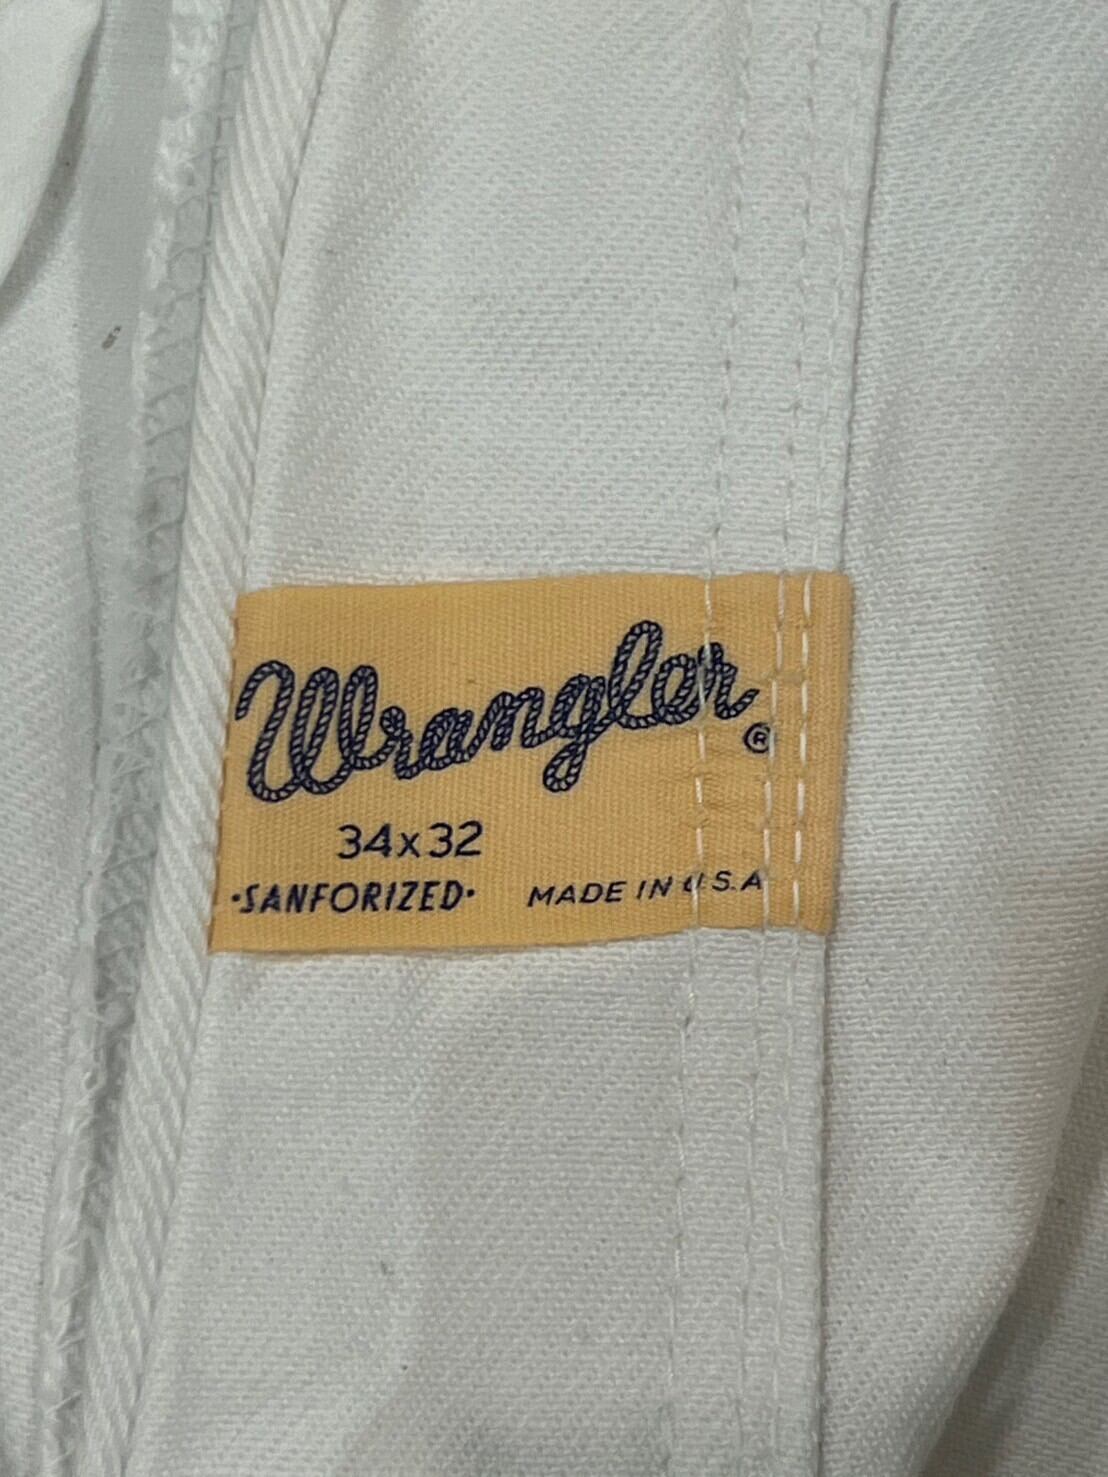 Wrangler®
34x32
·SANFORIZED· MADE IN U.S.A